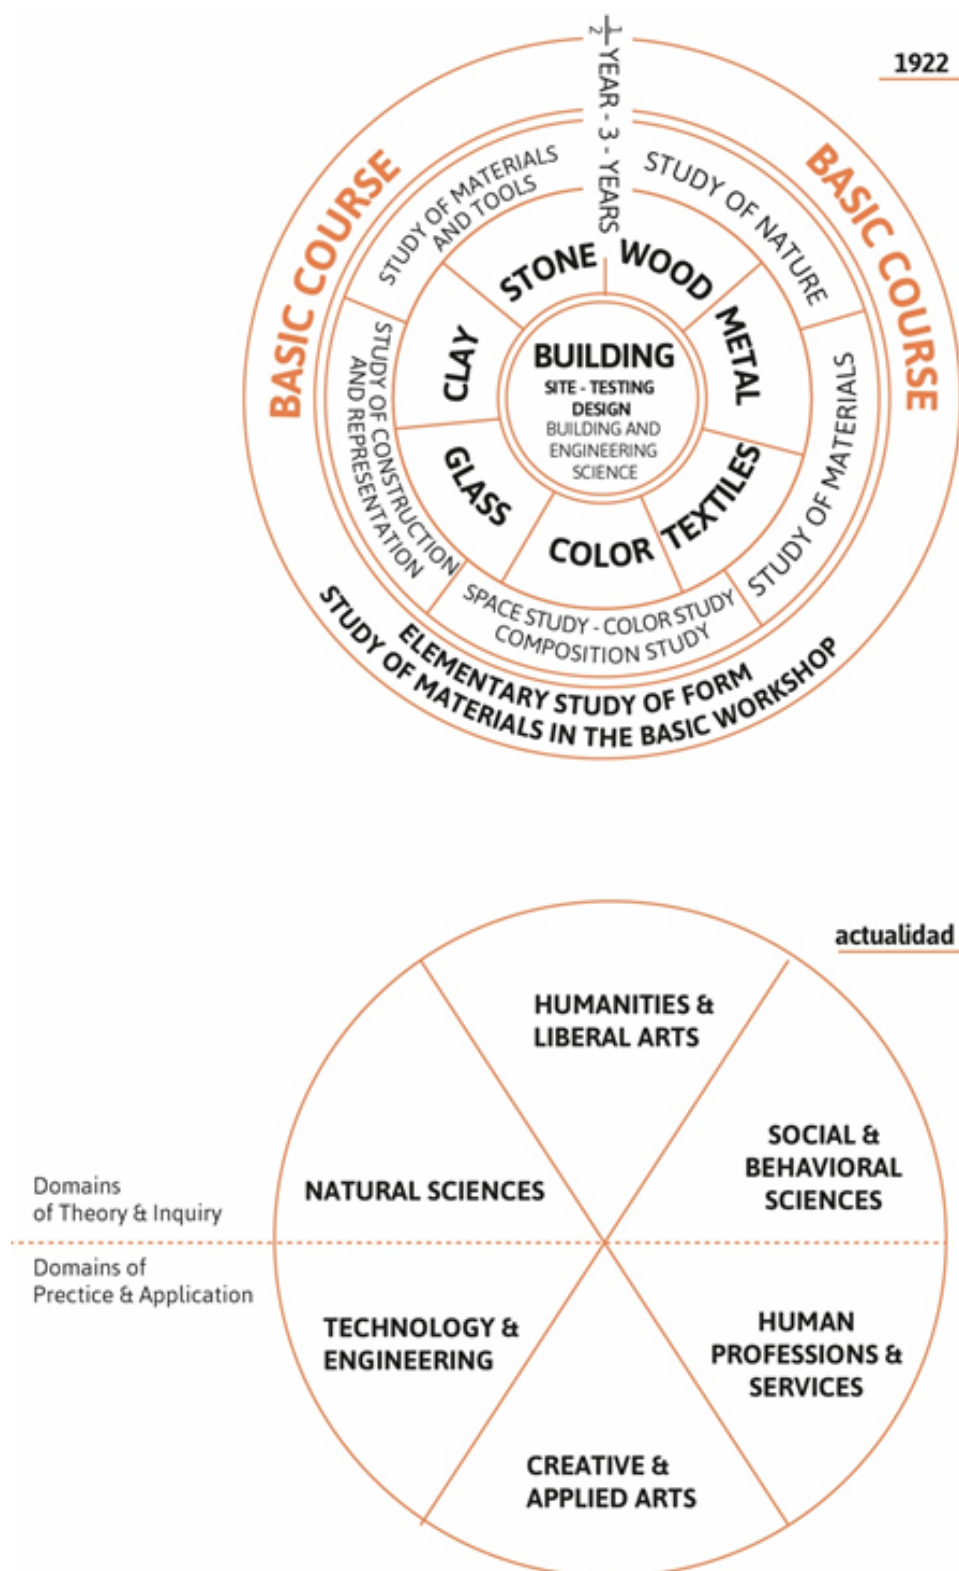 1922
1/2 YEAR - 3 - YEARS
BASIC COURSE
BASIC COURSE
STUDY OF MATERIALS
AND TOOLS
STUDY OF NATURE
STONE
WOOD
CLAY
METAL
BUILDING
SITE - TESTING
DESIGN
BUILDING AND
ENGINEERING
SCIENCE
STUDY OF CONSTRUCTION
AND REPRESENTATION
STUDY OF MATERIALS
GLASS
TEXTILES
COLOR
SPACE STUDY - COLOR STUDY
COMPOSITION STUDY
ELEMENTARY STUDY OF FORM
STUDY OF MATERIALS IN THE BASIC WORKSHOP
actualidad
HUMANITIES &
LIBERAL ARTS
SOCIAL &
BEHAVIORAL
SCIENCES
NATURAL SCIENCES
Domains
of Theory & Inquiry
Domains of
Prectice & Application
TECHNOLOGY &
ENGINEERING
HUMAN
PROFESSIONS &
SERVICES
CREATIVE &
APPLIED ARTS